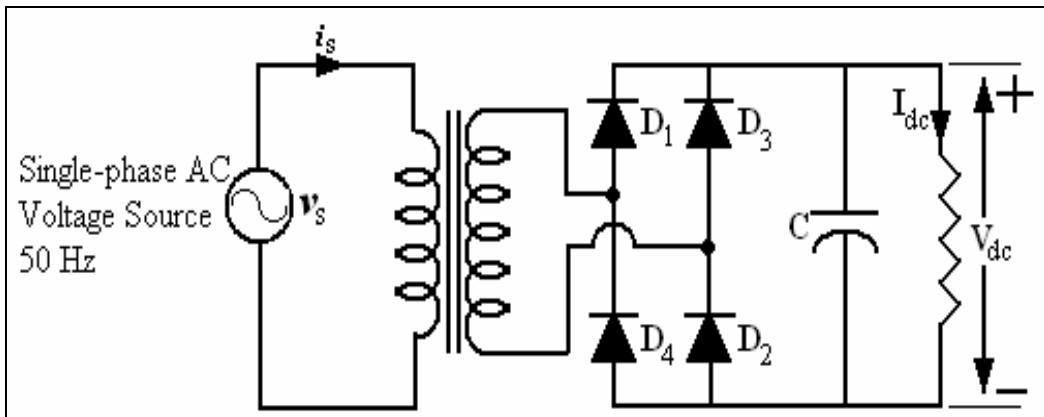 i_s
Single-phase AC
Voltage Source
50 Hz
v_s
D_1
D_3
D_4
D_2
C
I_dc
+
V_dc
−